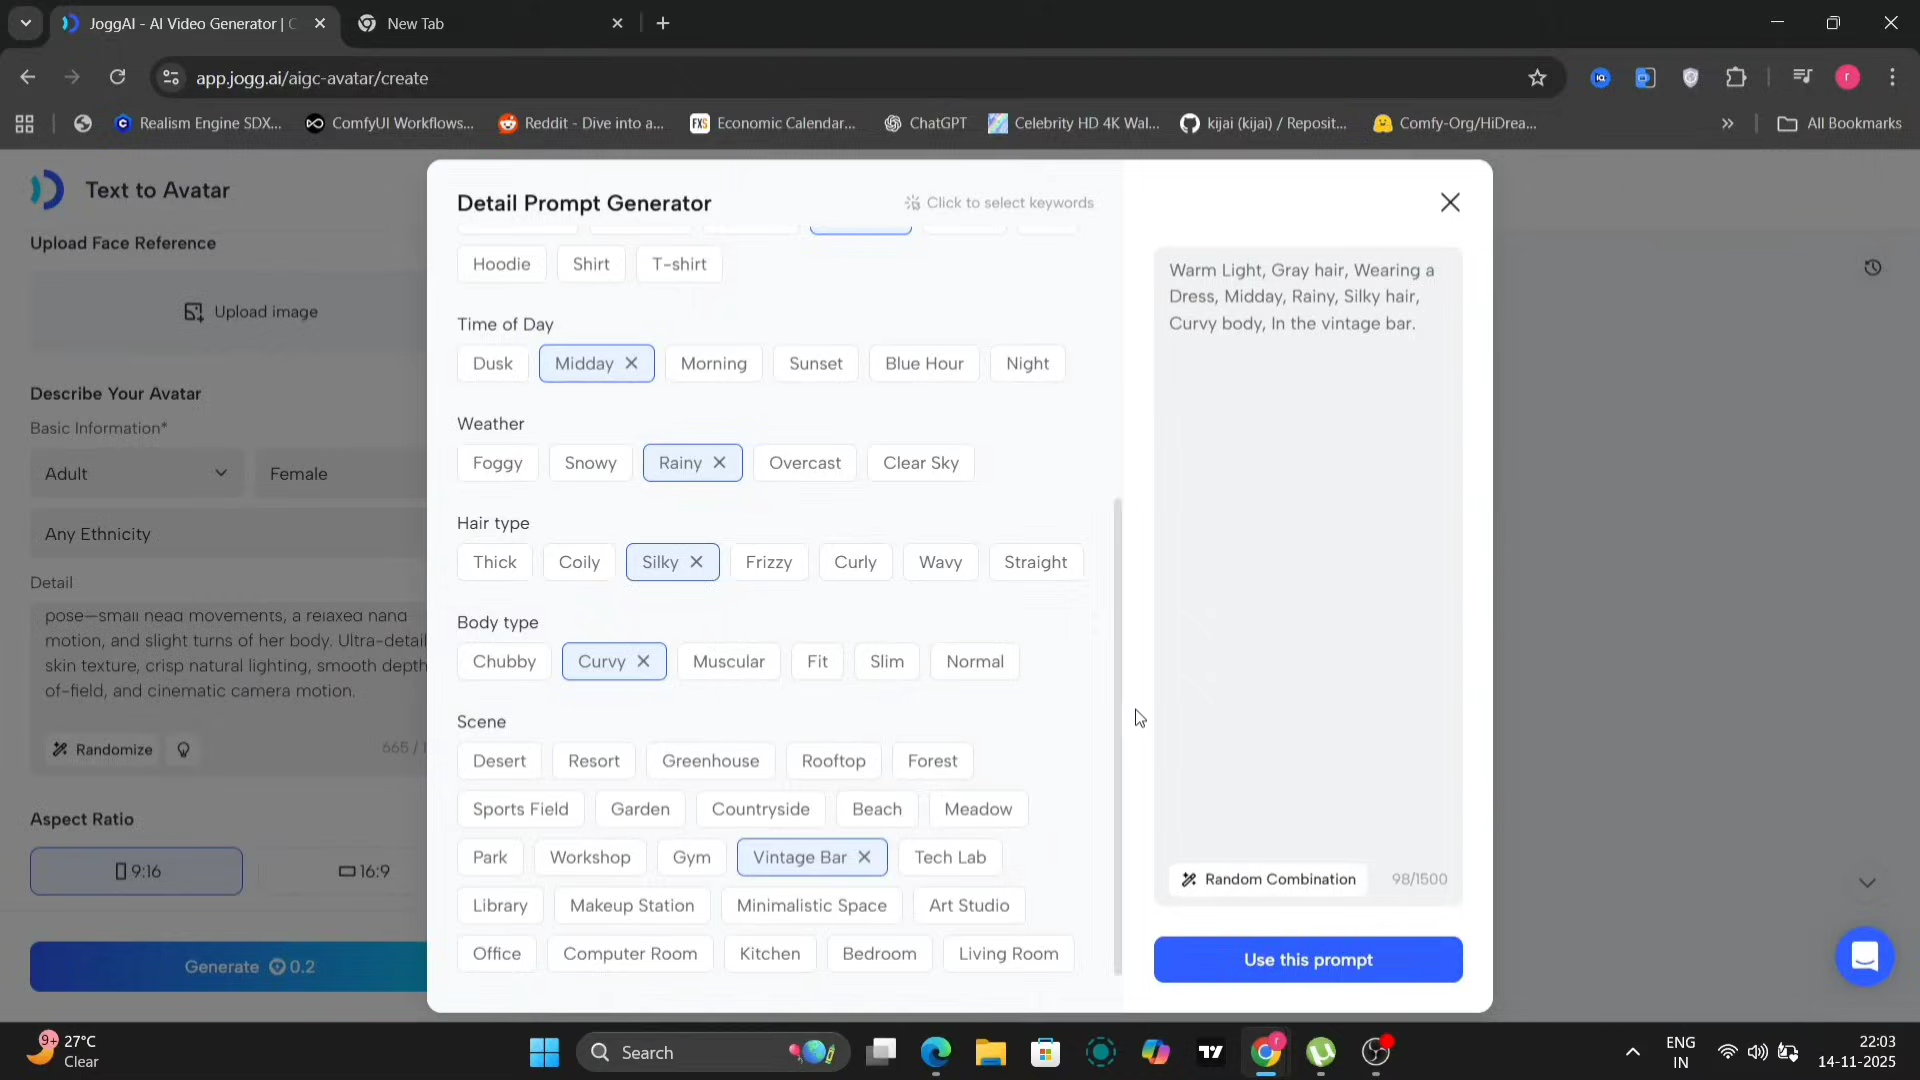 JoggAI - AI Video Generator | C
New Tab
app.jogg.ai/aigc-avatar/create
Realism Engine SDX...
ComfyUI Workflows...
Reddit - Dive into a...
FXS
Economic Calendar...
ChatGPT
Celebrity HD 4K Wal...
kijai (kijai) / Reposit...
Comfy-Org/HiDrea...
All Bookmarks
Text to Avatar
Upload Face Reference
Upload image
Describe Your Avatar
Basic Information*
Adult
Female
Any Ethnicity
Detail
pose—small head movements, a relaxed hand
motion, and slight turns of her body. Ultra-detail
skin texture, crisp natural lighting, smooth depth
of-field, and cinematic camera motion.
Randomize
665 / 1
Aspect Ratio
9:16
16:9
Generate 0.2
Detail Prompt Generator
Click to select keywords
Hoodie
Shirt
T-shirt
Time of Day
Dusk
Midday
Morning
Sunset
Blue Hour
Night
Weather
Foggy
Snowy
Rainy
Overcast
Clear Sky
Hair type
Thick
Coily
Silky
Frizzy
Curly
Wavy
Straight
Body type
Chubby
Curvy
Muscular
Fit
Slim
Normal
Scene
Desert
Resort
Greenhouse
Rooftop
Forest
Sports Field
Garden
Countryside
Beach
Meadow
Park
Workshop
Gym
Vintage Bar
Tech Lab
Library
Makeup Station
Minimalistic Space
Art Studio
Office
Computer Room
Kitchen
Bedroom
Living Room
Warm Light, Gray hair, Wearing a
Dress, Midday, Rainy, Silky hair,
Curvy body, In the vintage bar.
Random Combination
98/1500
Use this prompt
9+
27°C
Clear
Search
ENG
IN
22:03
14-11-2025